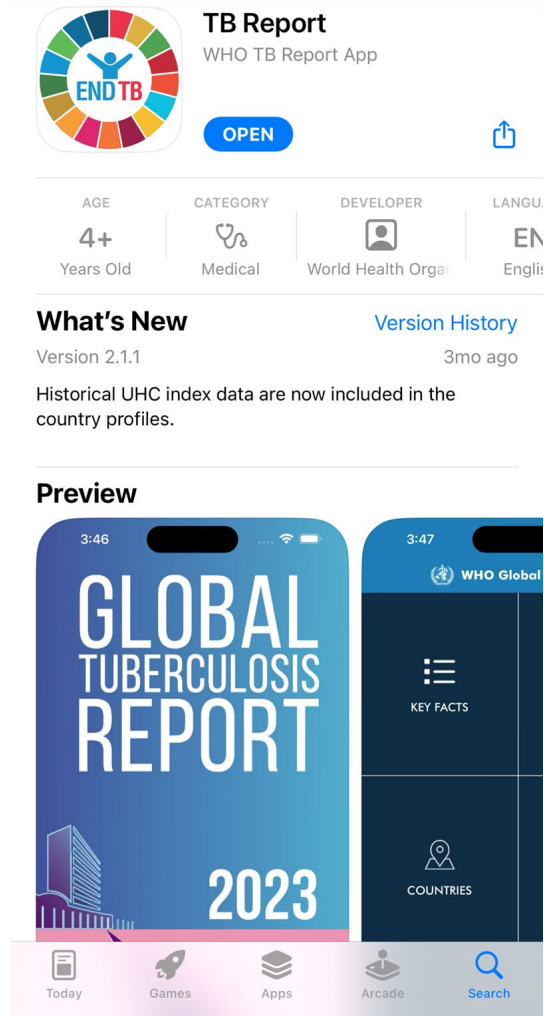 END TB
TB Report
WHO TB Report App
OPEN
AGE
4+
Years Old
CATEGORY
Medical
DEVELOPER
World Health Orga
LANGUA
EN
Englis
What's New
Version History
Version 2.1.1
3mo ago
Historical UHC index data are now included in the
country profiles.
Preview
3:46
GLOBAL
TUBERCULOSIS
REPORT
2023
3:47
WHO Global
KEY FACTS
COUNTRIES
Today
Games
Apps
Arcade
Search